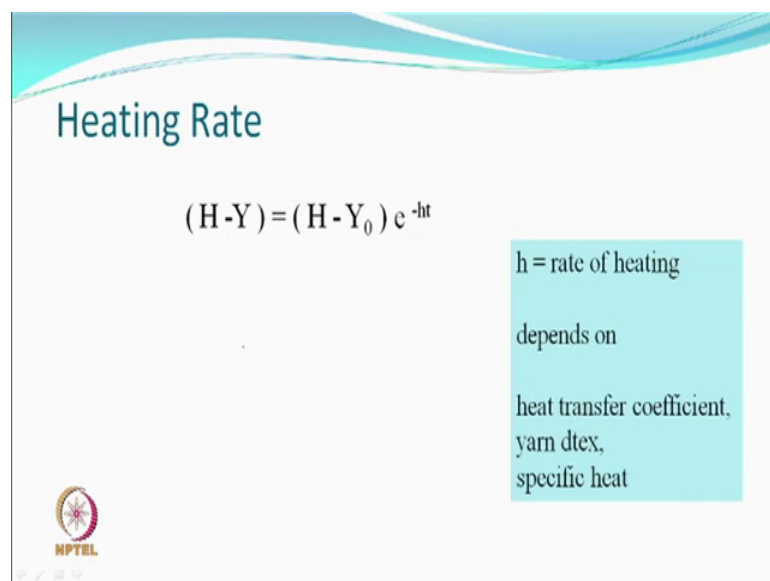 Heating Rate
( H -Y ) = ( H - Y₀ ) e ⁻ʰᵗ
h = rate of heating
depends on
heat transfer coefficient,
yarn dtex,
specific heat
NPTEL